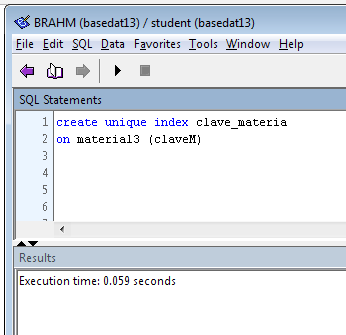 BRAHM (basedat13) / student (basedat13)
File Edit SQL Data Favorites Tools Window Help
SQL Statements
1 create unique index clave_materia
2 on material3 (claveM)
3
4
5
6
7
Results
Execution time: 0.059 seconds